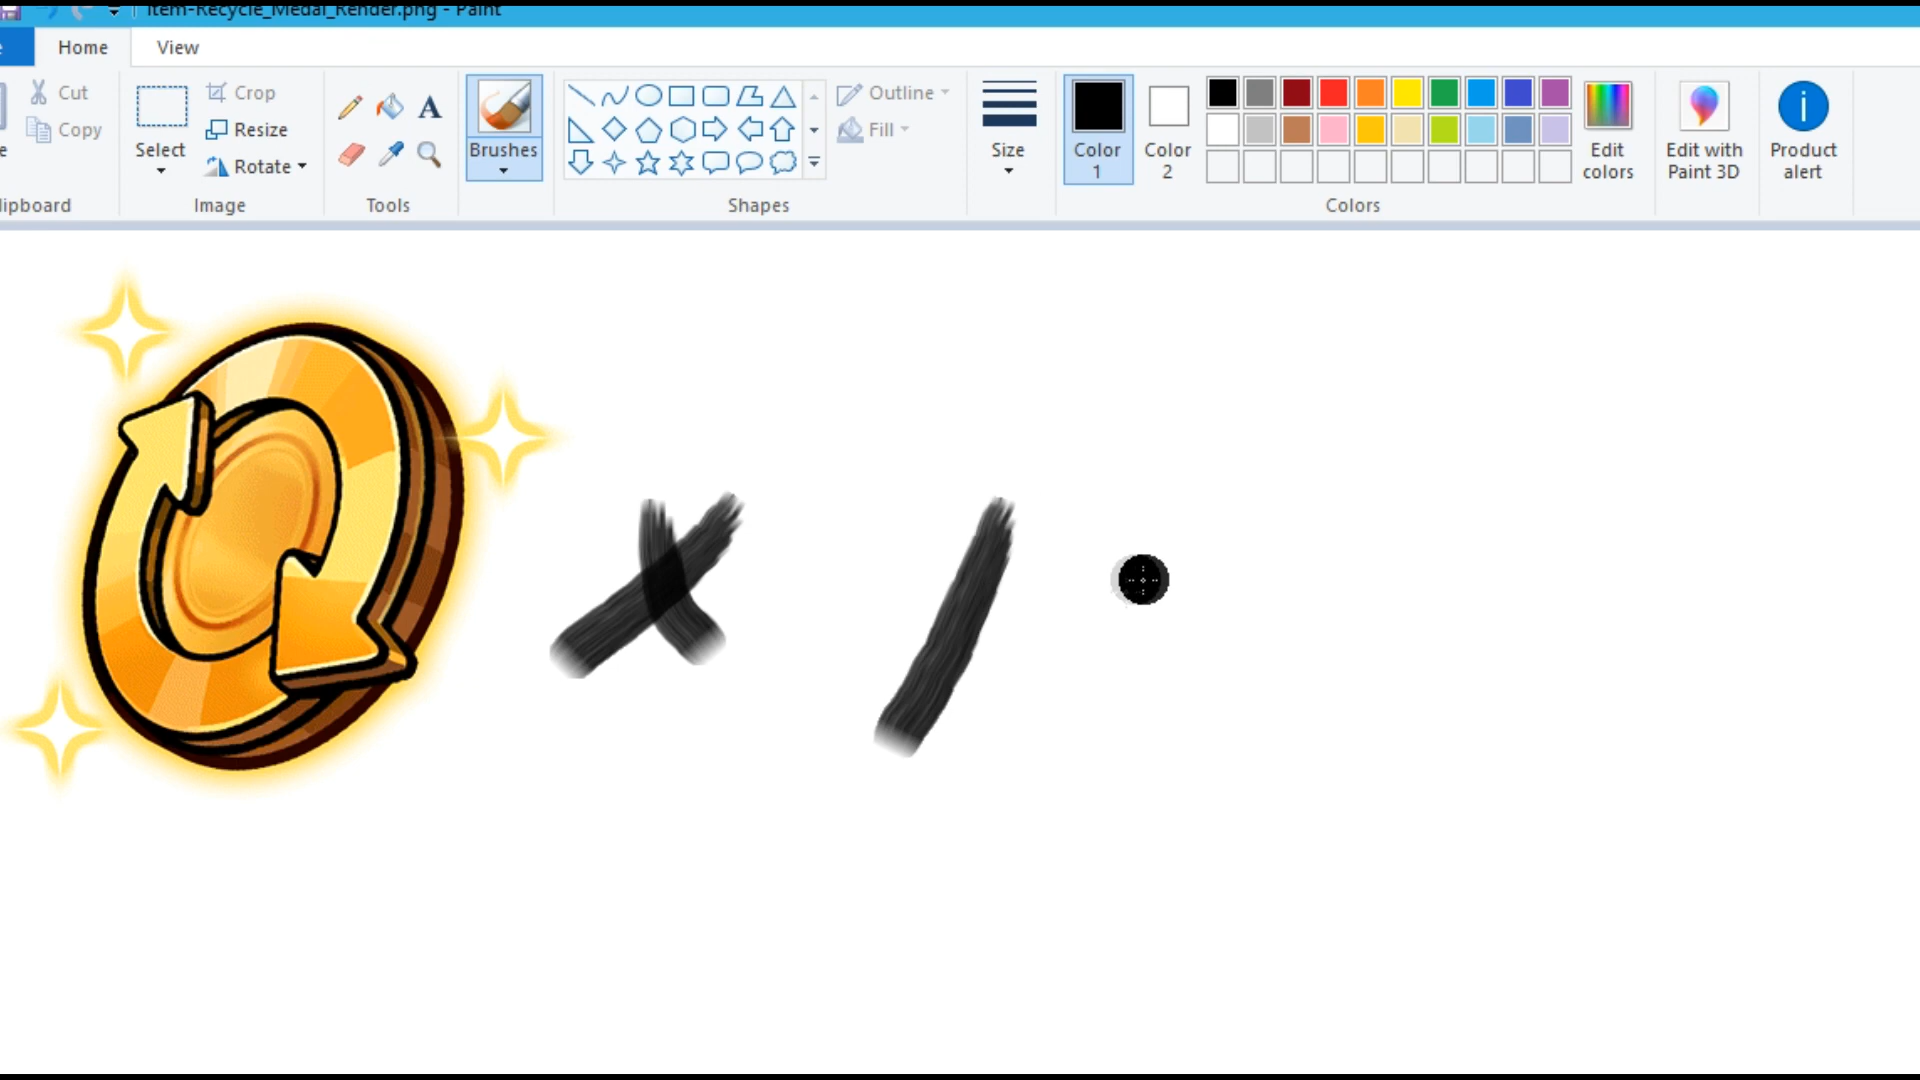 Item-Recycle_Medal_Render.png - Paint
Home View
Cut
Copy
Select
Crop
Resize
Rotate
Image
Tools
Brushes
Shapes
Outline
Fill
Size
Color
1
Color
2
Edit
colors
Colors
Edit with
Paint 3D
Product
alert
x 1